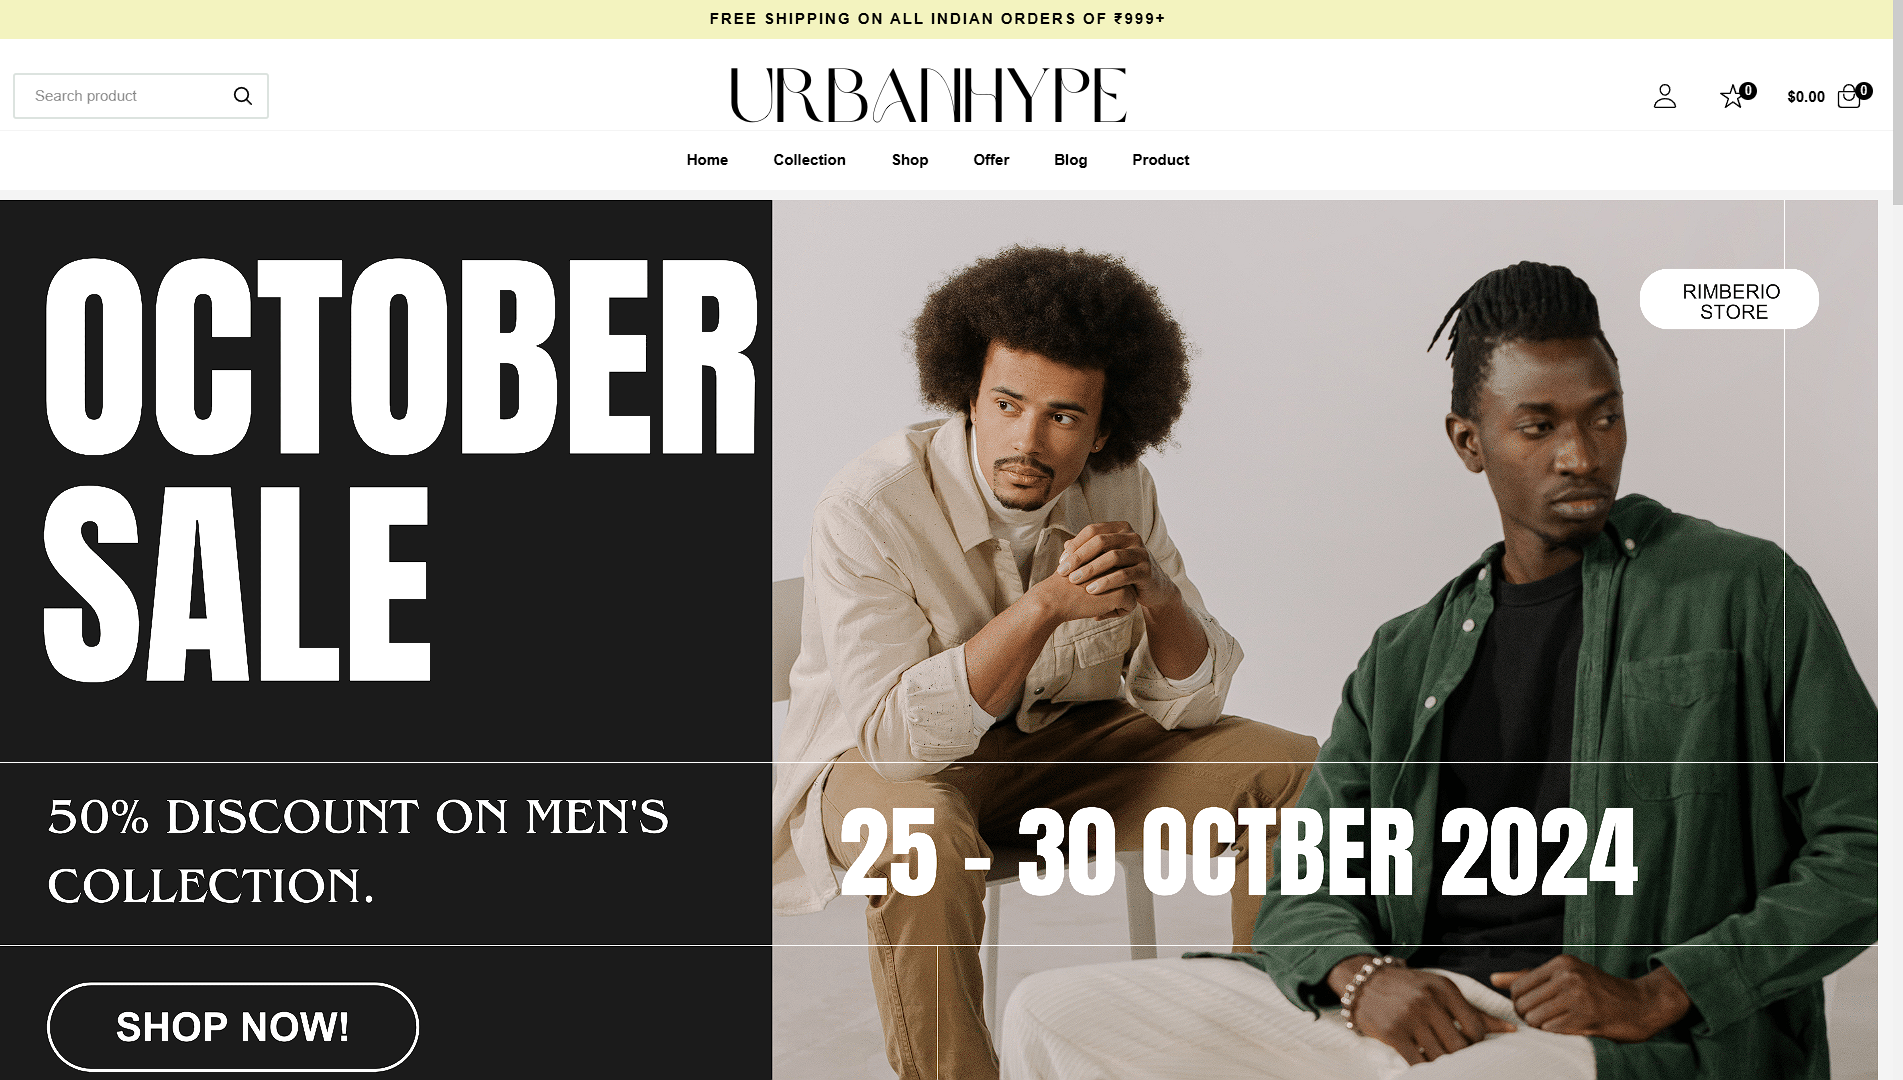 FREE SHIPPING ON ALL INDIAN ORDERS OF ₹999+
Search product
URBANHYPE
0
$0.00
0
Home
Collection
Shop
Offer
Blog
Product
OCTOBER
SALE
RIMBERIO
STORE
50% DISCOUNT ON MEN'S
COLLECTION.
25 - 30 OCTBER 2024
SHOP NOW!